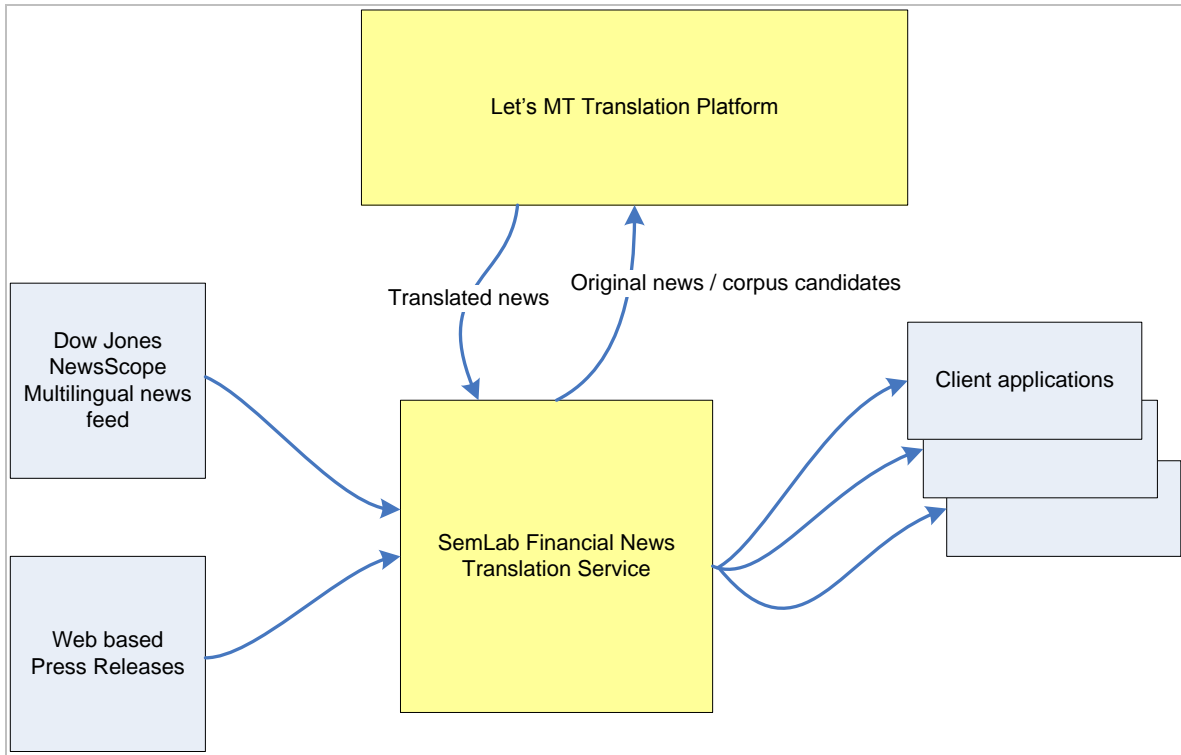 Let's MT Translation Platform
Translated news
Original news / corpus candidates
Dow Jones
NewsScope
Multilingual news
feed
Client applications
SemLab Financial News
Translation Service
Web based
Press Releases